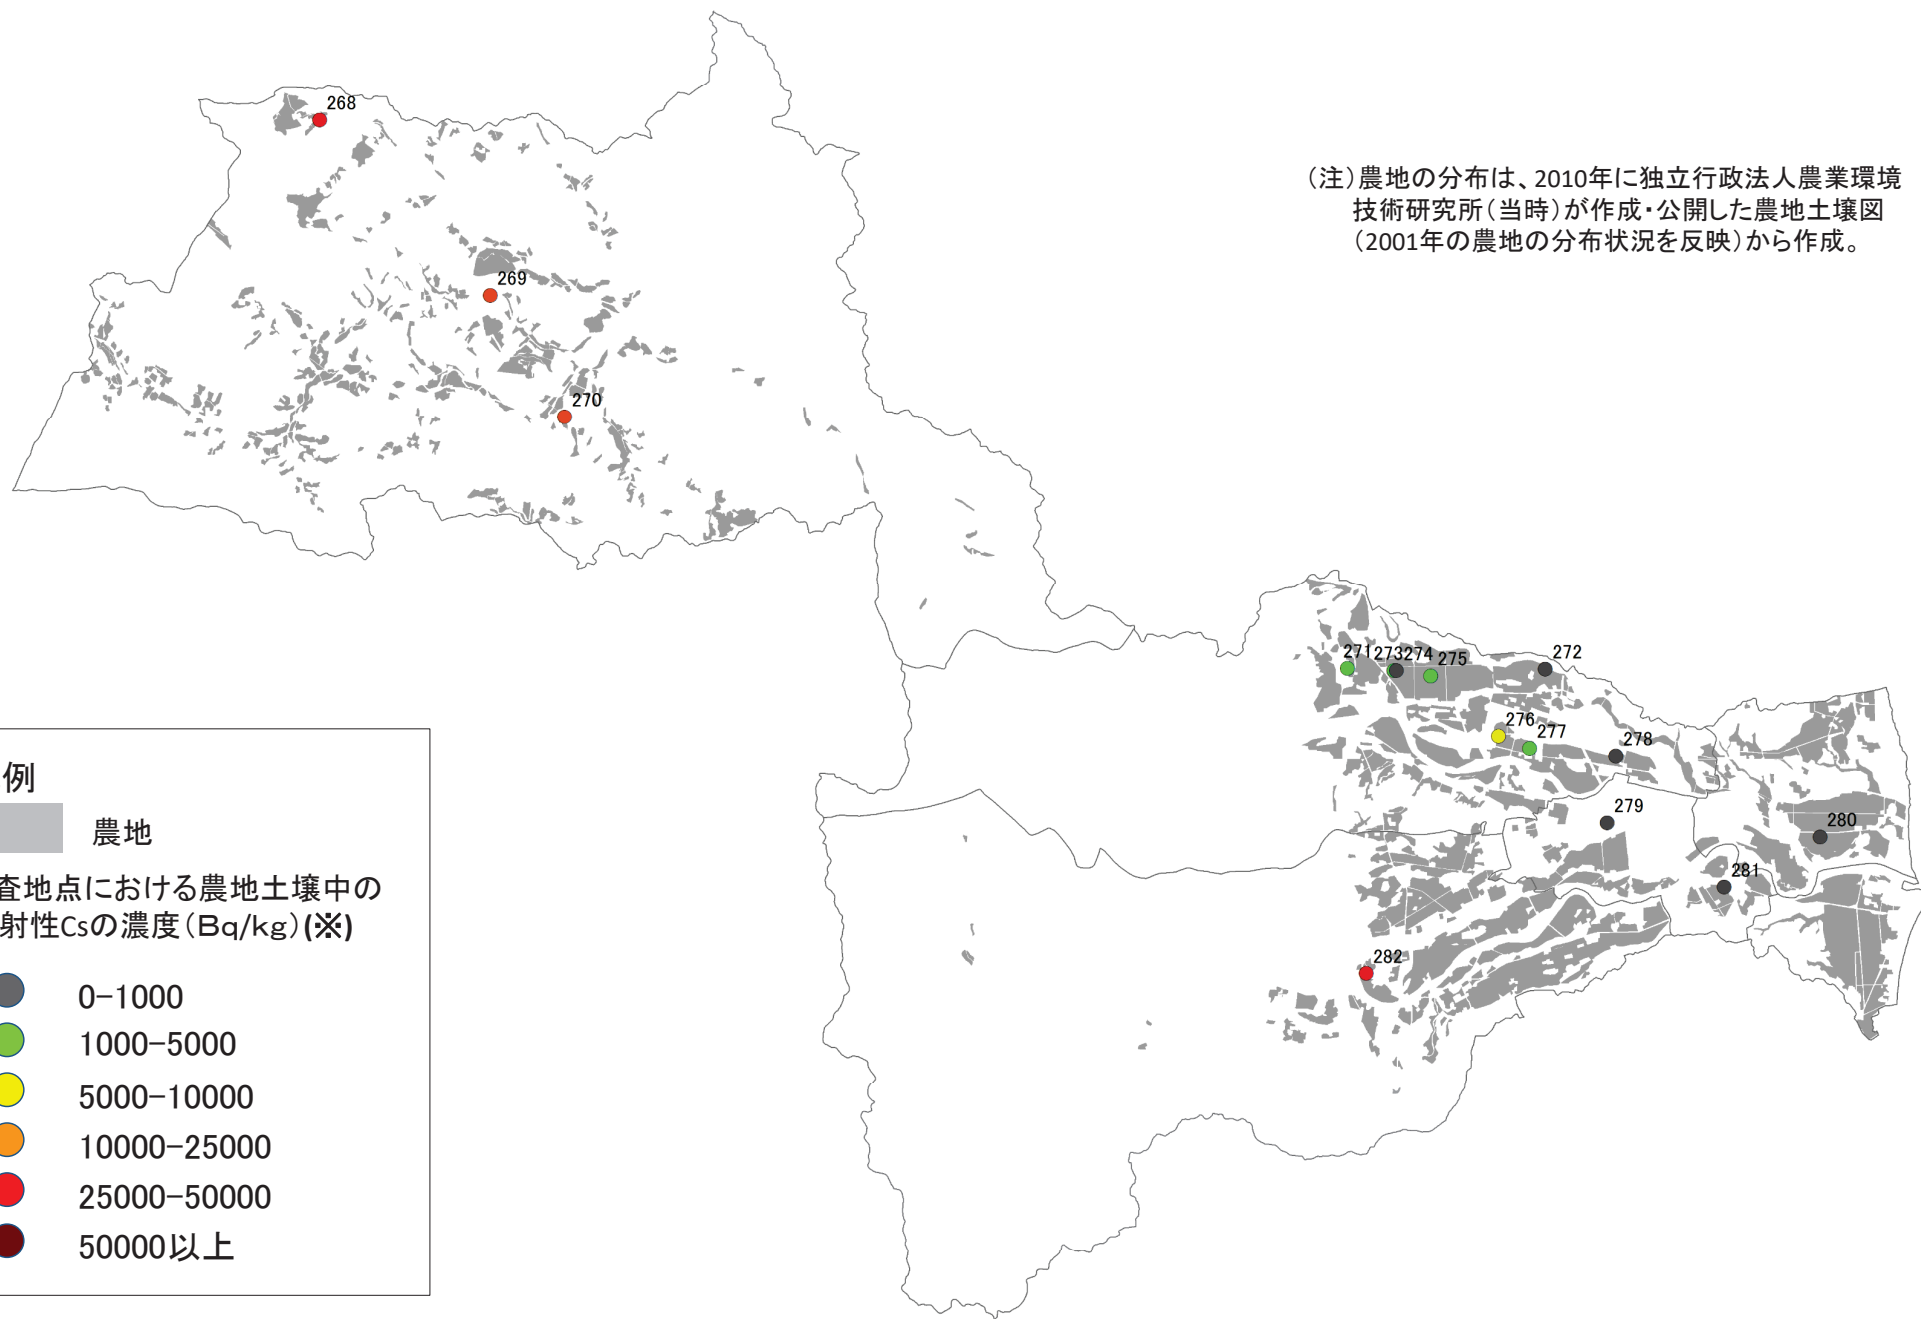 268
（注）農地の分布は、2010年に独立行政法人農業環境
技術研究所（当時）が作成・公開した農地土壌図
（2001年の農地の分布状況を反映）から作成。
269
270
271
273
274
275
272
276
277
278
279
280
281
282
例
農地
査地点における農地土壌中の
射性Csの濃度（Bq/kg）(※)
0−1000
1000−5000
5000−10000
10000−25000
25000−50000
50000以上